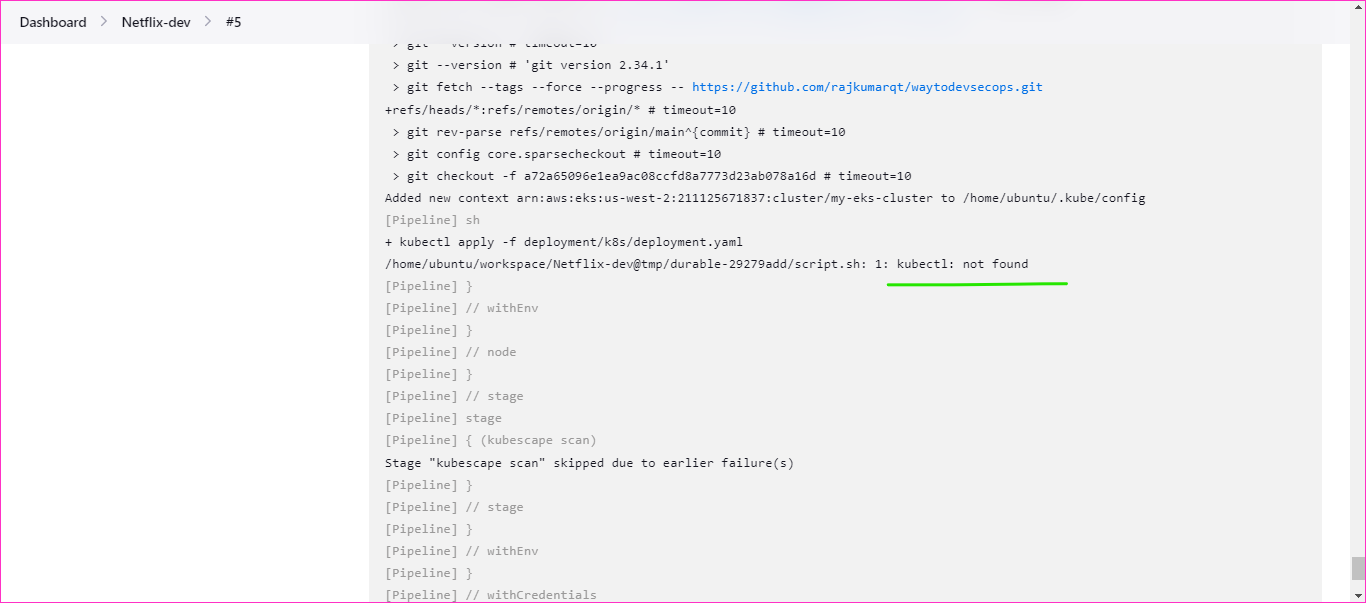 Dashboard > Netflix-dev > #5
> git --version # timeout=10
> git --version # 'git version 2.34.1'
> git fetch --tags --force --progress -- https://github.com/rajkumarqt/waytodevsecops.git
+refs/heads/*:refs/remotes/origin/* # timeout=10
> git rev-parse refs/remotes/origin/main^{commit} # timeout=10
> git config core.sparsecheckout # timeout=10
> git checkout -f a72a65096e1ea9ac08ccfd8a7773d23ab078a16d # timeout=10
Added new context arn:aws:eks:us-west-2:211125671837:cluster/my-eks-cluster to /home/ubuntu/.kube/config
[Pipeline] sh
+ kubectl apply -f deployment/k8s/deployment.yaml
/home/ubuntu/workspace/Netflix-dev@tmp/durable-29279add/script.sh: 1: kubectl: not found
[Pipeline] }
[Pipeline] // withEnv
[Pipeline] }
[Pipeline] // node
[Pipeline] }
[Pipeline] // stage
[Pipeline] stage
[Pipeline] { (kubescape scan)
Stage "kubescape scan" skipped due to earlier failure(s)
[Pipeline] }
[Pipeline] // stage
[Pipeline] }
[Pipeline] // withEnv
[Pipeline] }
[Pipeline] // withCredentials